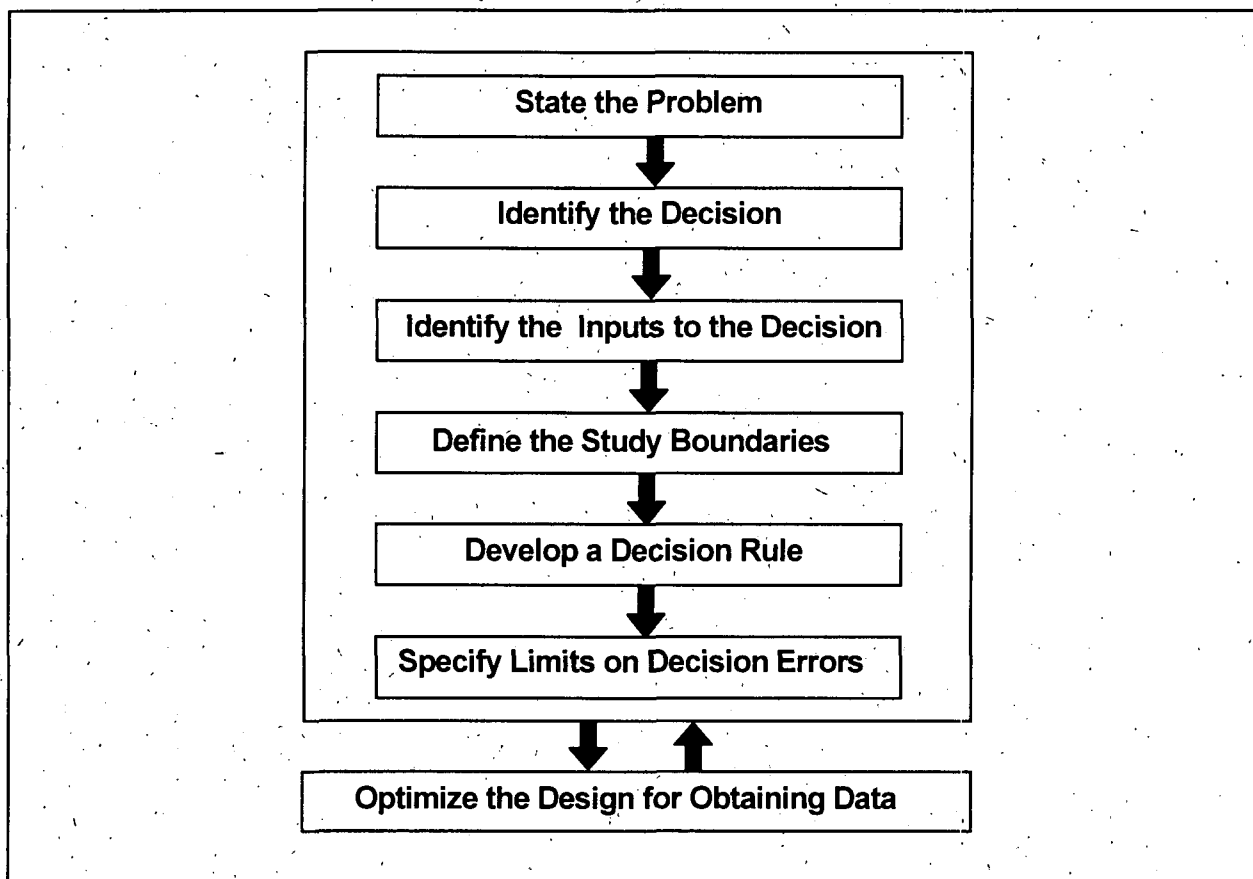 State the Problem
Identify the Decision
Identify the Inputs to the Decision
Define the Study Boundaries
Develop a Decision Rule
Specify Limits on Decision Errors
Optimize the Design for Obtaining Data